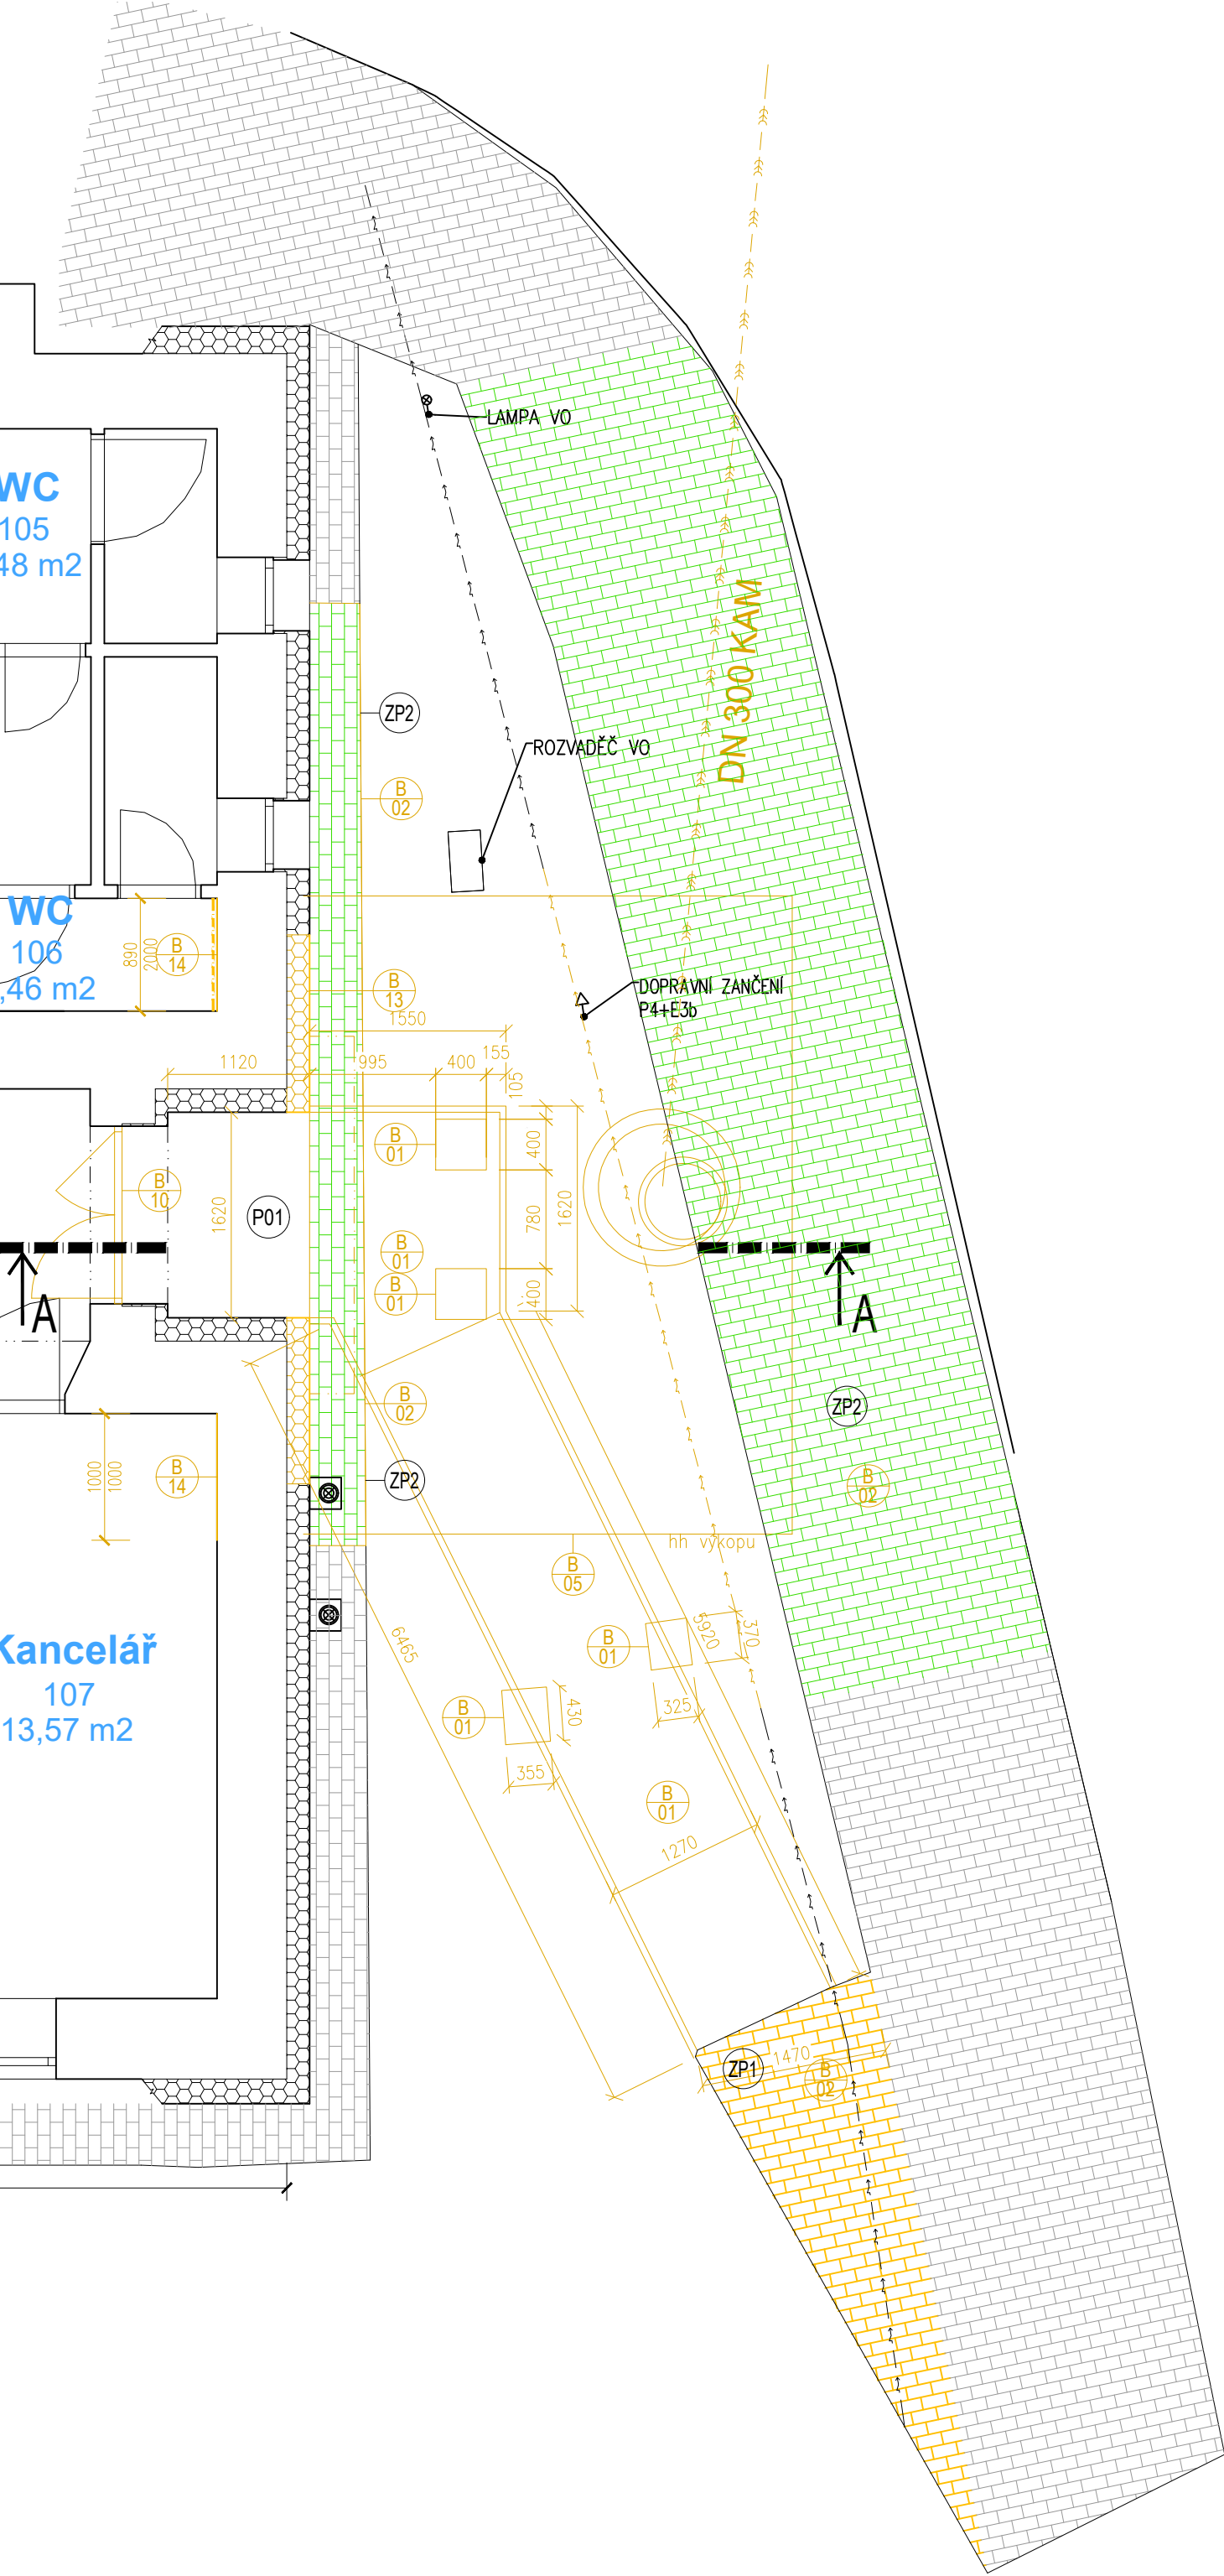 LAMPA VO
WC
105
48 m2
DN 300 KAM
ZP2
ROZVADĚČ VO
B
02
WC
106
,46 m2
890
2000
B
14
B
13
DOPRAVNÍ ZANČENÍ
P4+E3b
1550
155
1120
995
400
105
B
01
400
B
10
1620
P01
780
1620
B
01
B
01
400
A
A
B
02
ZP2
1000
1000
B
14
ZP2
B
02
hh výkopu
B
05
6465
B
01
5920
370
Kancelář
107
13,57 m2
B
01
430
325
355
B
01
1270
ZP1
1470
B
02